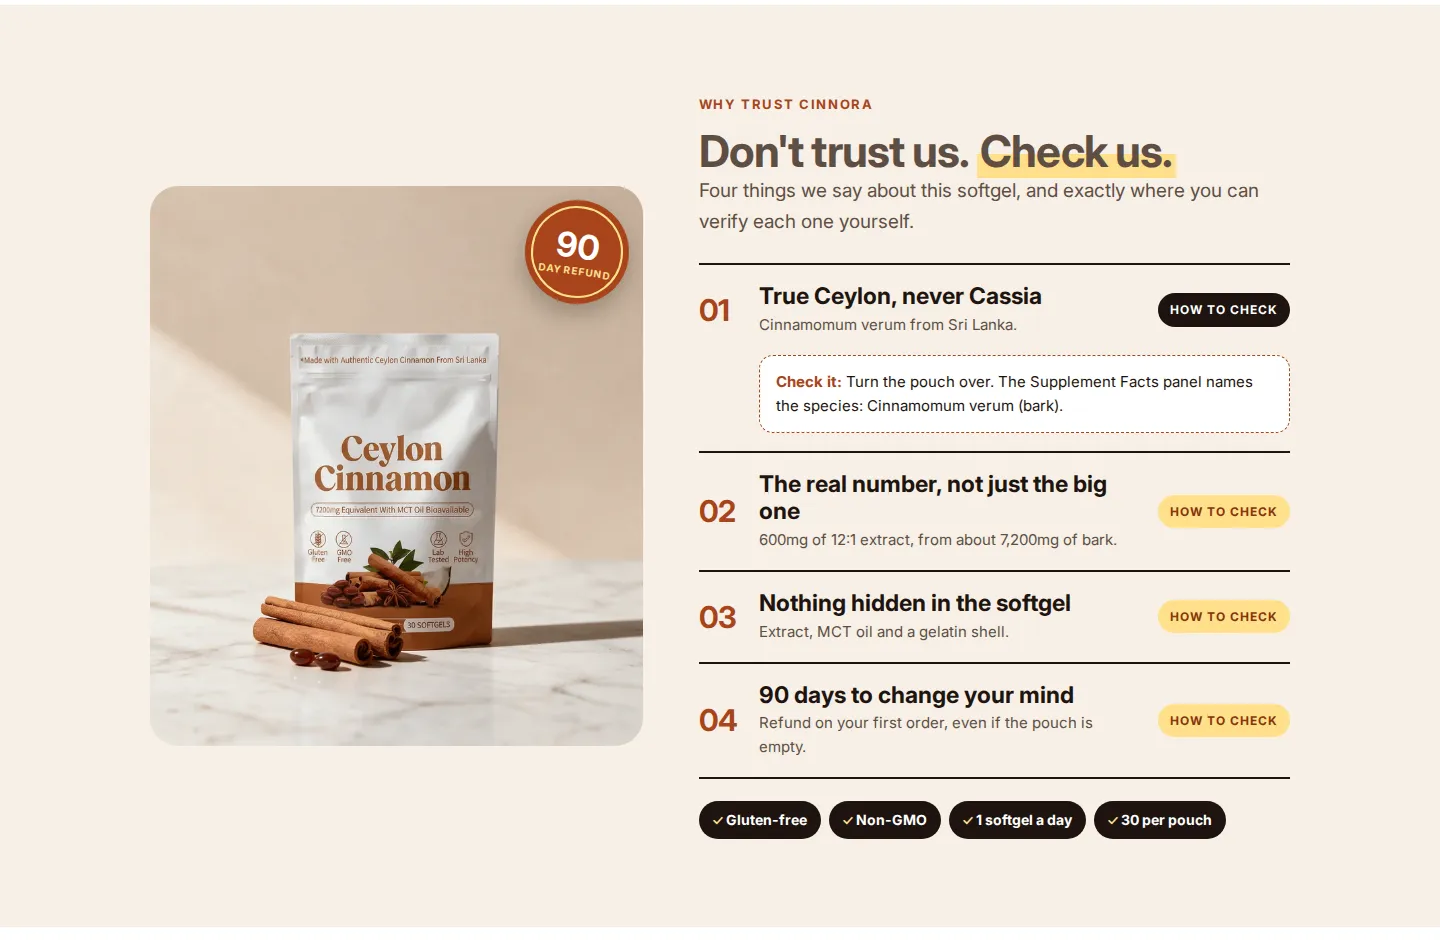 90
DAY REFUND
*Made with Authentic Ceylon Cinnamon From Sri Lanka
Ceylon
Cinnamon
7200mg Equivalent With MCT Oil Bioavailable
Gluten
Free
GMO
Free
Lab
Tested
High
Potency
30 SOFTGELS
WHY TRUST CINNORA
Don't trust us. Check us.
Four things we say about this softgel, and exactly where you can
verify each one yourself.
01
True Ceylon, never Cassia
Cinnamomum verum from Sri Lanka.
HOW TO CHECK
Check it: Turn the pouch over. The Supplement Facts panel names
the species: Cinnamomum verum (bark).
02
The real number, not just the big
one
600mg of 12:1 extract, from about 7,200mg of bark.
HOW TO CHECK
03
Nothing hidden in the softgel
Extract, MCT oil and a gelatin shell.
HOW TO CHECK
04
90 days to change your mind
Refund on your first order, even if the pouch is
empty.
HOW TO CHECK
✓ Gluten-free
✓ Non-GMO
✓ 1 softgel a day
✓ 30 per pouch